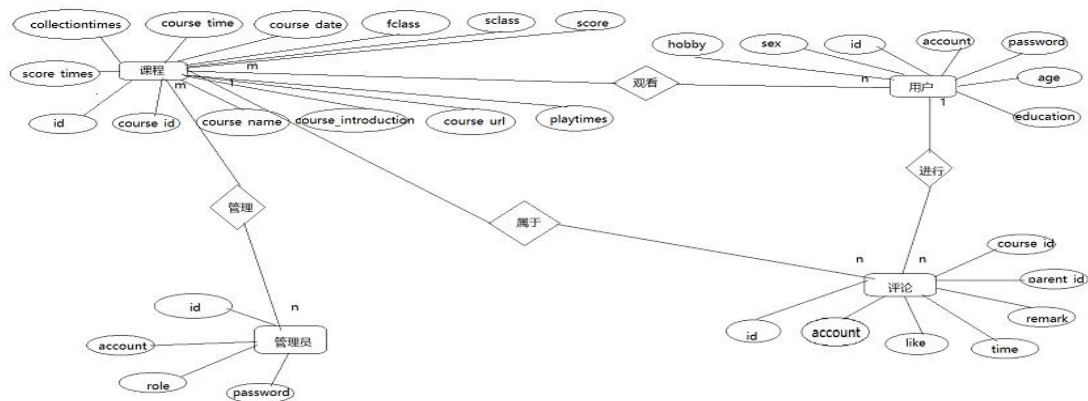 collectiontimes
course time
course date
fclass
sclass
score
hobby
sex
id
account
password
score times
课程
m
1
m
观看
n
用户
1
age
id
course id
course name
course_introduction
course url
playtimes
education
进行
管理
属于
n
n
course id
评论
parent id
id
n
id
account
like
time
remark
account
管理员
role
password